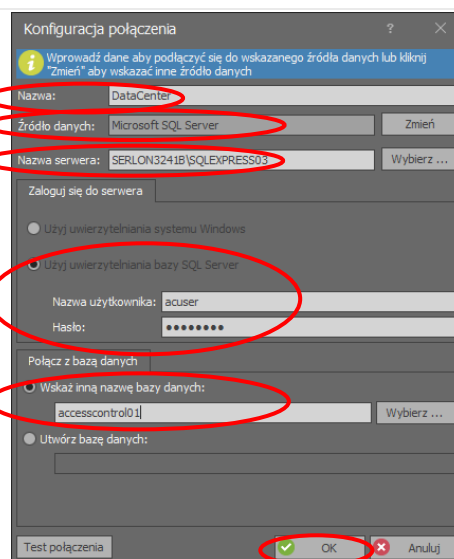 Konfiguracja połączenia ? ×
i Wprowadź dane aby podłączyć się do wskazanego źródła danych lub kliknij
"Zmień" aby wskazać inne źródło danych
Nazwa: DataCenter
Źródło danych: Microsoft SQL Server Zmień
Nazwa serwera: SERLON3241B\SQLEXPRESS03 Wybierz ...
Zaloguj się do serwera
Użyj uwierzytelniania systemu Windows
Użyj uwierzytelniania bazy SQL Server
Nazwa użytkownika: acuser
Hasło: ••••••••
Połącz z bazą danych
Wskaż inną nazwę bazy danych:
accesscontrol01 Wybierz ...
Utwórz bazę danych:
Test połączenia OK Anuluj